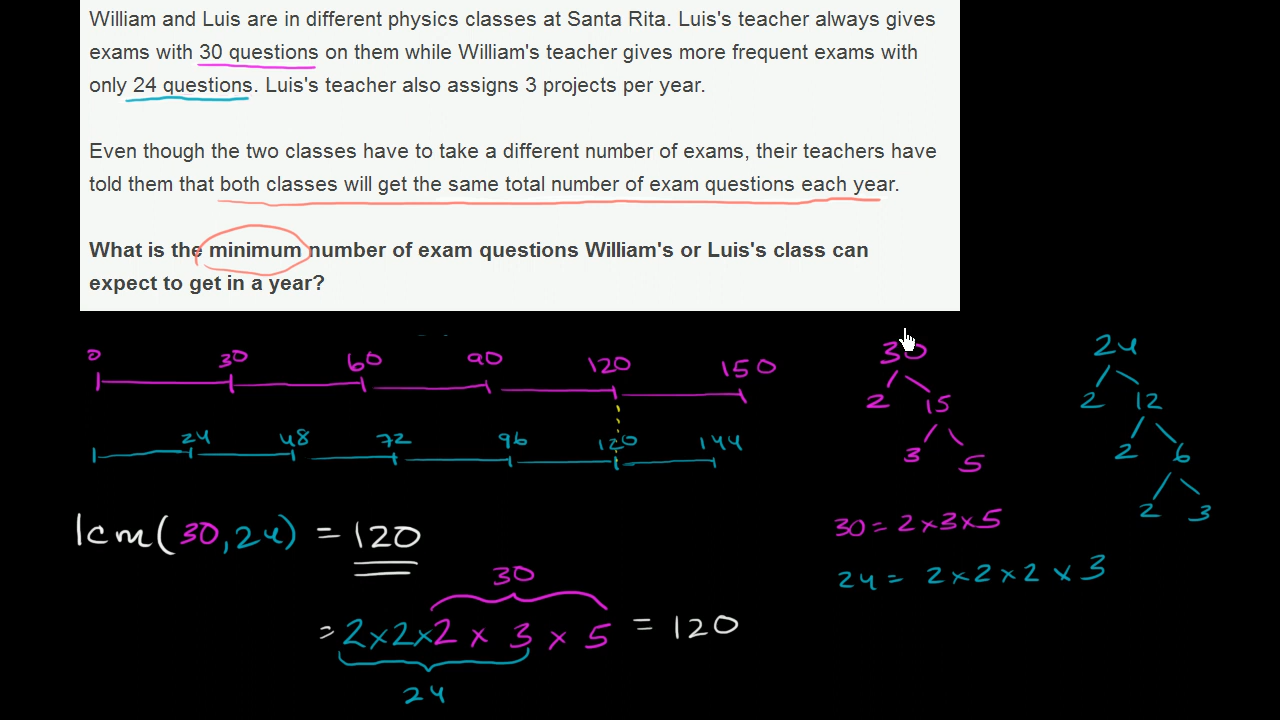 William and Luis are in different physics classes at Santa Rita. Luis's teacher always gives
exams with 30 questions on them while William's teacher gives more frequent exams with
only 24 questions. Luis's teacher also assigns 3 projects per year.
Even though the two classes have to take a different number of exams, their teachers have
told them that both classes will get the same total number of exam questions each year.
What is the minimum number of exam questions William's or Luis's class can
expect to get in a year?
0 30 60 90 120 150
24 48 72 96 120 144
lcm(30,24) = 120
30
= 2×2×2 × 3 × 5 = 120
24
30
2 15
3 5
24
2 12
2 6
2 3
30 = 2×3×5
24 = 2×2×2×3